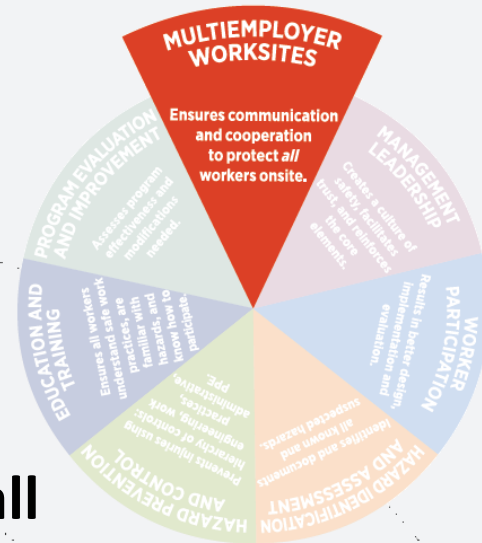 MULTIEMPLOYER
WORKSITES
Ensures communication
and cooperation
to protect all
workers onsite.
MANAGEMENT
LEADERSHIP
Creates a culture of
safety, facilitates
trust, and reinforces
the core
elements.
WORKER
PARTICIPATION
Results in better design,
implementation and
evaluation.
HAZARD IDENTIFICATION
AND ASSESSMENT
Identifies and documents
all known and
suspected hazards.
HAZARD PREVENTION
AND CONTROL
Prevents injuries using
hierarchy of controls:
engineering, work
practices,
administrative,
PPE.
EDUCATION AND
TRAINING
Ensures all workers
understand safe work
practices, are
familiar with
hazards, and
know how to
participate.
PROGRAM EVALUATION
AND IMPROVEMENT
Assesses program
effectiveness and
modifications
needed.
all